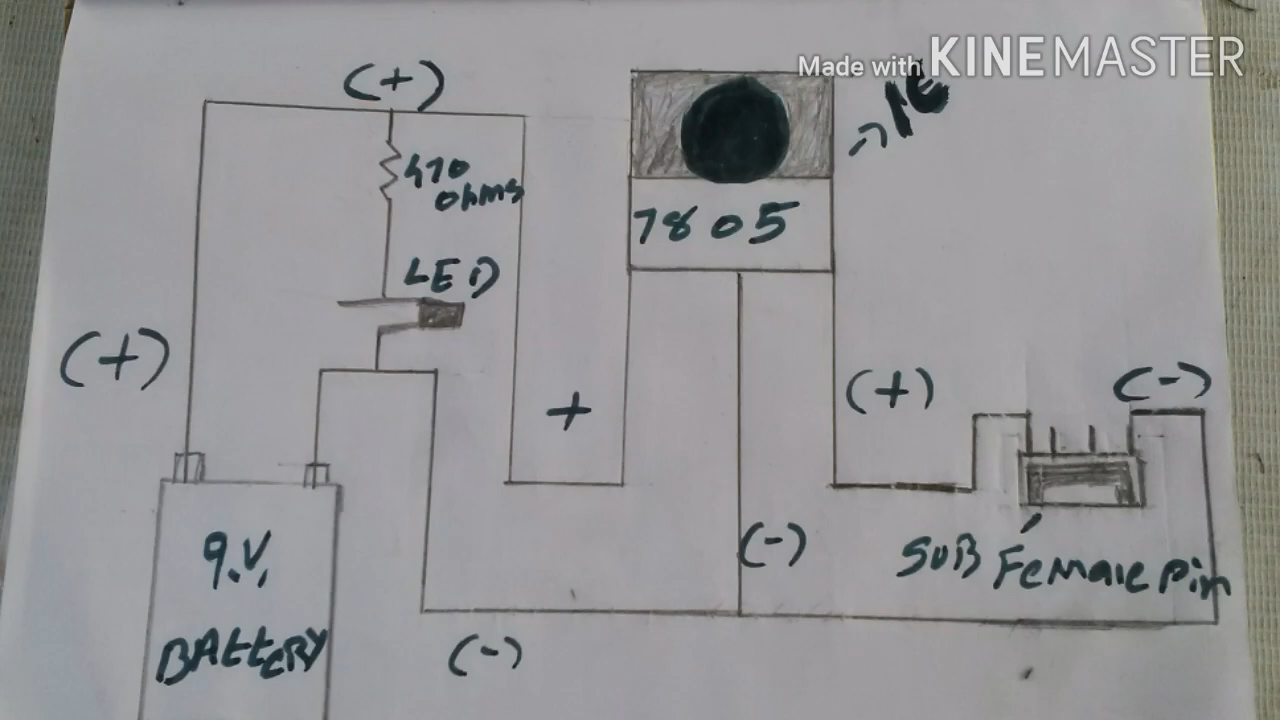 Made with KINEMASTER
(+)
470
ohms
7805
LED
(+)
+
(+)
(-)
(-)
9.V.
BAttERY
SUB Female pin
(-)